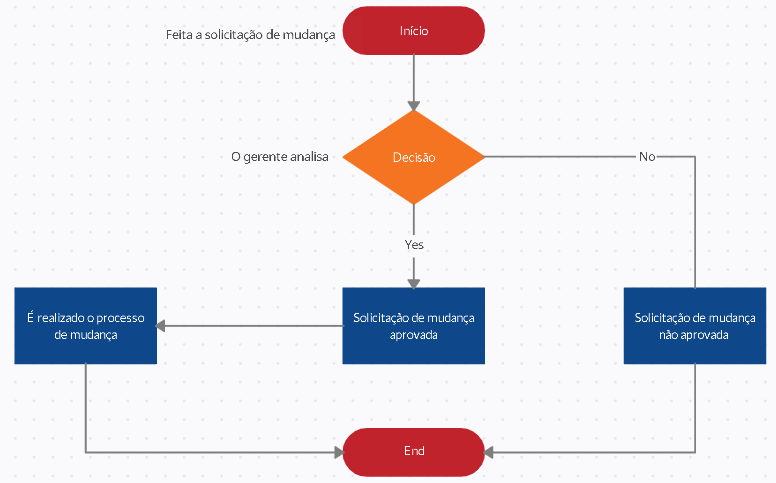 Feita a solicitação de mudança
Início
O gerente analisa
Decisão
No
Yes
É realizado o processo
de mudança
Solicitação de mudança
aprovada
Solicitação de mudança
não aprovada
End